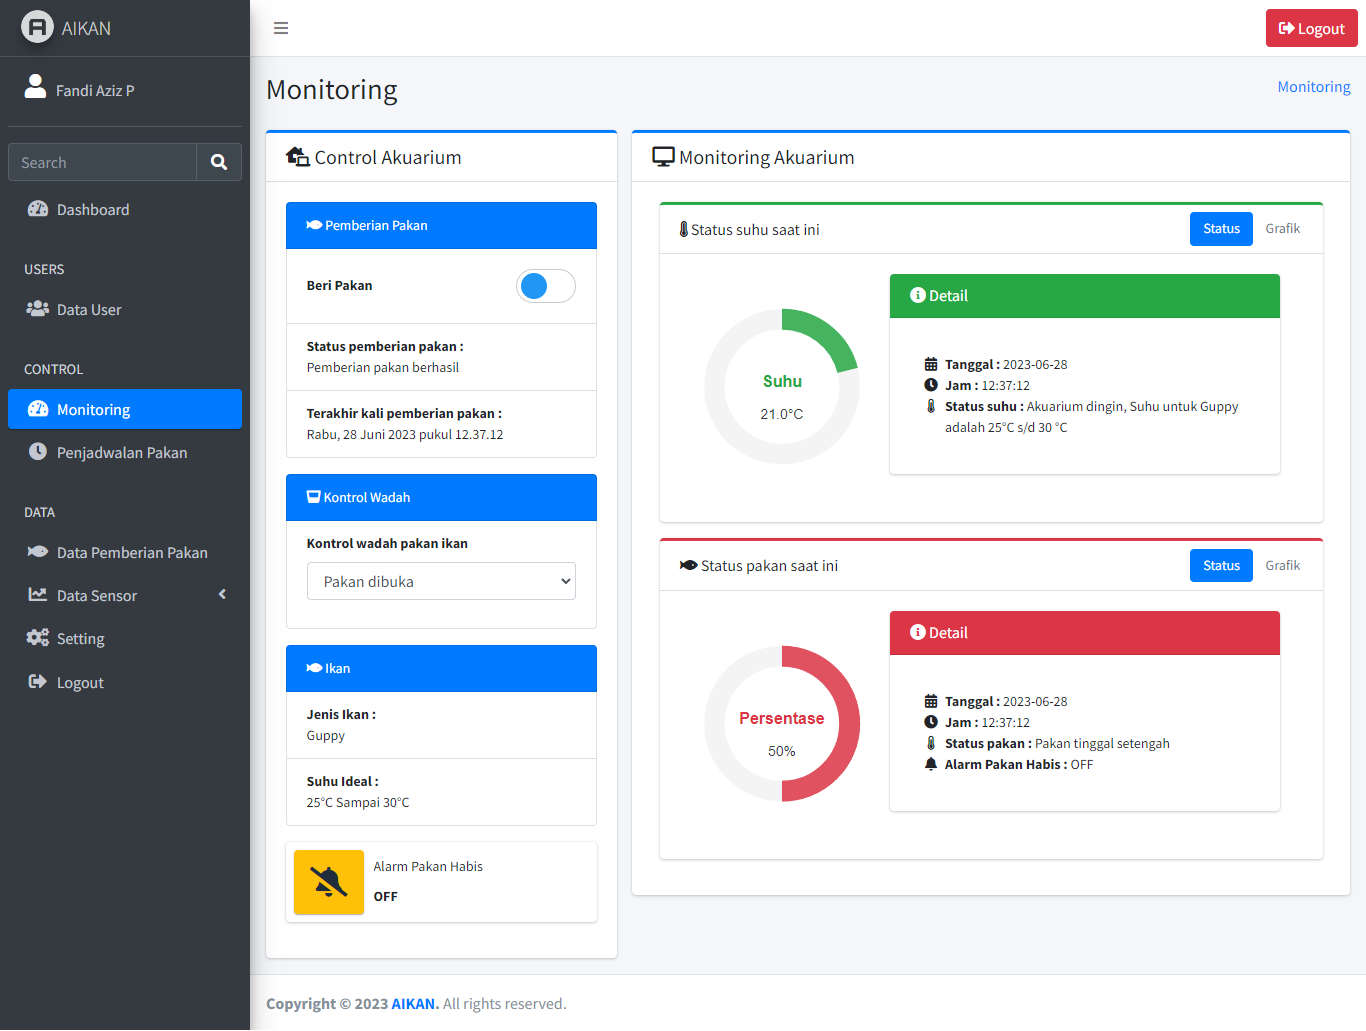 AIKAN
Fandi Aziz P
Search
Dashboard
USERS
Data User
CONTROL
Monitoring
Penjadwalan Pakan
DATA
Data Pemberian Pakan
Data Sensor
Setting
Logout
Logout
Monitoring
Monitoring
Control Akuarium
Pemberian Pakan
Beri Pakan
Status pemberian pakan :
Pemberian pakan berhasil
Terakhir kali pemberian pakan :
Rabu, 28 Juni 2023 pukul 12.37.12
Kontrol Wadah
Kontrol wadah pakan ikan
Pakan dibuka
Ikan
Jenis Ikan :
Guppy
Suhu Ideal :
25°C Sampai 30°C
Alarm Pakan Habis
OFF
Monitoring Akuarium
Status suhu saat ini
Status
Grafik
Suhu
21.0°C
Detail
Tanggal : 2023-06-28
Jam : 12:37:12
Status suhu : Akuarium dingin, Suhu untuk Guppy
adalah 25°C s/d 30 °C
Status pakan saat ini
Status
Grafik
Persentase
50%
Detail
Tanggal : 2023-06-28
Jam : 12:37:12
Status pakan : Pakan tinggal setengah
Alarm Pakan Habis : OFF
Copyright © 2023 AIKAN. All rights reserved.